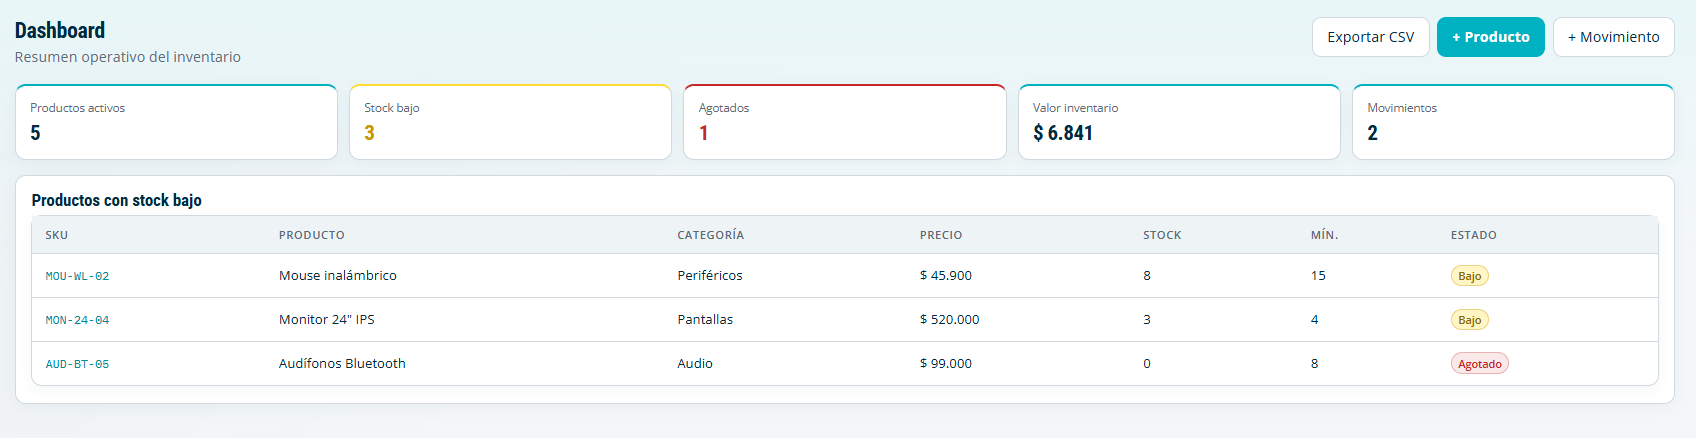 Dashboard
Resumen operativo del inventario
Exportar CSV
+ Producto
+ Movimiento
Productos activos
5
Stock bajo
3
Agotados
1
Valor inventario
$ 6.841
Movimientos
2
Productos con stock bajo
SKU PRODUCTO CATEGORÍA PRECIO STOCK MÍN. ESTADO
MOU-WL-02 Mouse inalámbrico Periféricos $ 45.900 8 15 Bajo
MON-24-04 Monitor 24" IPS Pantallas $ 520.000 3 4 Bajo
AUD-BT-05 Audífonos Bluetooth Audio $ 99.000 0 8 Agotado